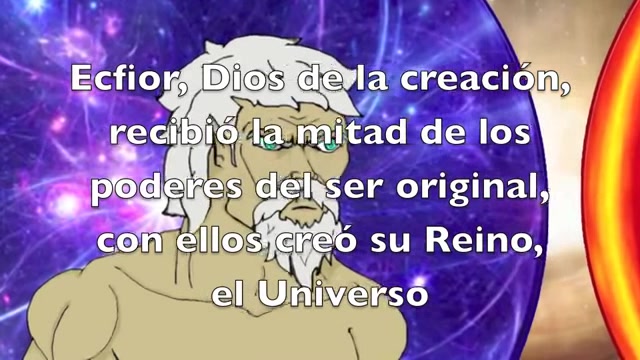 Ecfior, Dios de la creación,
recibió la mitad de los
poderes del ser original,
con ellos creó su Reino,
el Universo